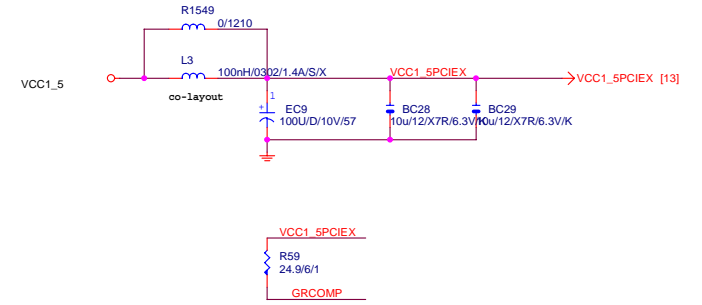 R1549
0/1210
L3
100nH/0302/1.4A/S/X
VCC1_5PCIEX
VCC1_5PCIEX [13]
VCC1_5
co-layout
1
+
EC9
100U/D/10V/57
BC28
10u/12/X7R/6.3V/K
BC29
10u/12/X7R/6.3V/K
VCC1_5PCIEX
R59
24.9/6/1
GRCOMP